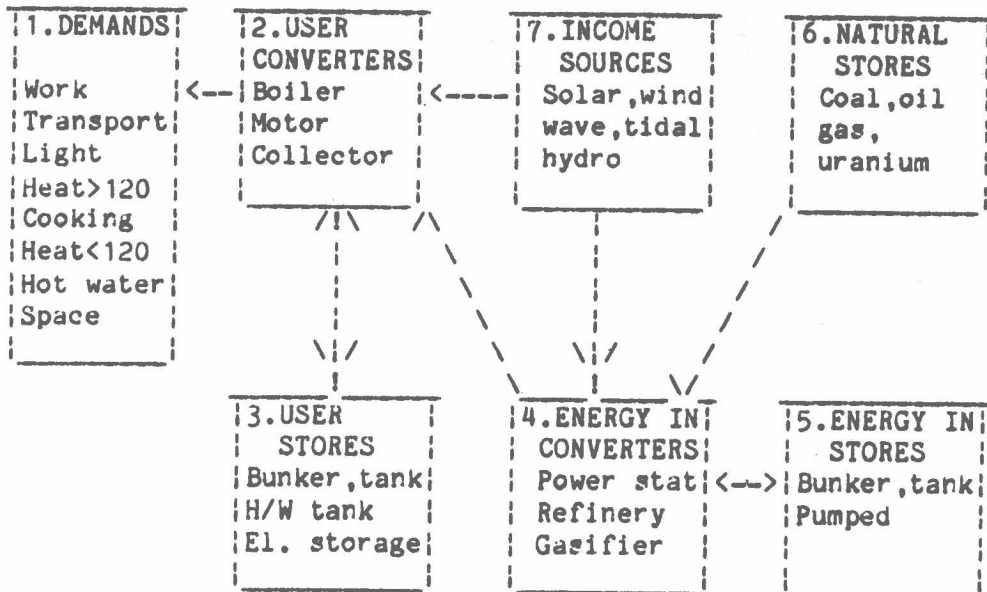 1.DEMANDS
Work
Transport
Light
Heat>120
Cooking
Heat<120
Hot water
Space
2.USER
CONVERTERS
Boiler
Motor
Collector
7.INCOME
SOURCES
Solar,wind
wave,tidal
hydro
6.NATURAL
STORES
Coal,oil
gas,
uranium
3.USER
STORES
Bunker,tank
H/W tank
El. storage
4.ENERGY IN
CONVERTERS
Power stat
Refinery
Gasifier
5.ENERGY IN
STORES
Bunker,tank
Pumped